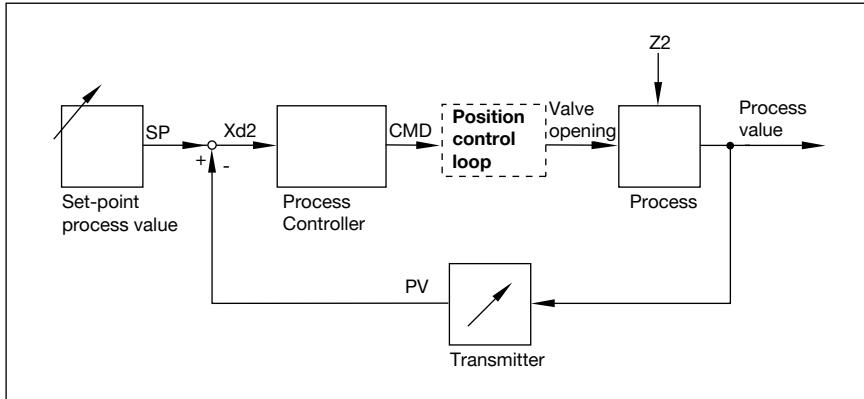 Z2
SP
Xd2
CMD
Position
control
loop
Valve
opening
Process
value
+
-
Set-point
process value
Process
Controller
Process
PV
Transmitter